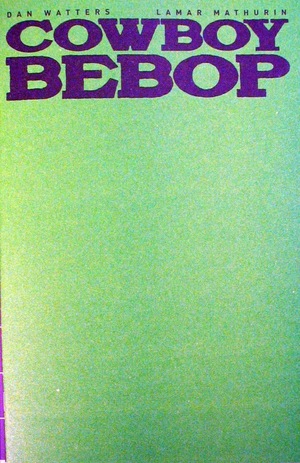 DAN WATTERS LAMAR MATHURIN
COWBOY
BEBOP